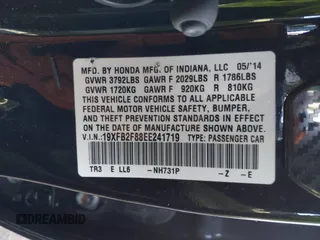 MFD. BY HONDA MFG. OF INDIANA, LLC 05/'14
GVWR 3792LBS GAWR F 2029LBS R 1786LBS
GVWR 1720KG GAWR F 920KG R 810KG
THIS VEHICLE CONFORMS TO ALL APPLICABLE
FEDERAL MOTOR VEHICLE SAFETY, BUMPER,
AND THEFT PREVENTION STANDARDS IN EFFECT
ON THE DATE OF MANUFACTURE SHOWN ABOVE.
V.I.N.:19XFB2F88EE241719 TYPE: PASSENGER CAR
TR3 E LL6 -NH731P -Z -E
DREAMBID